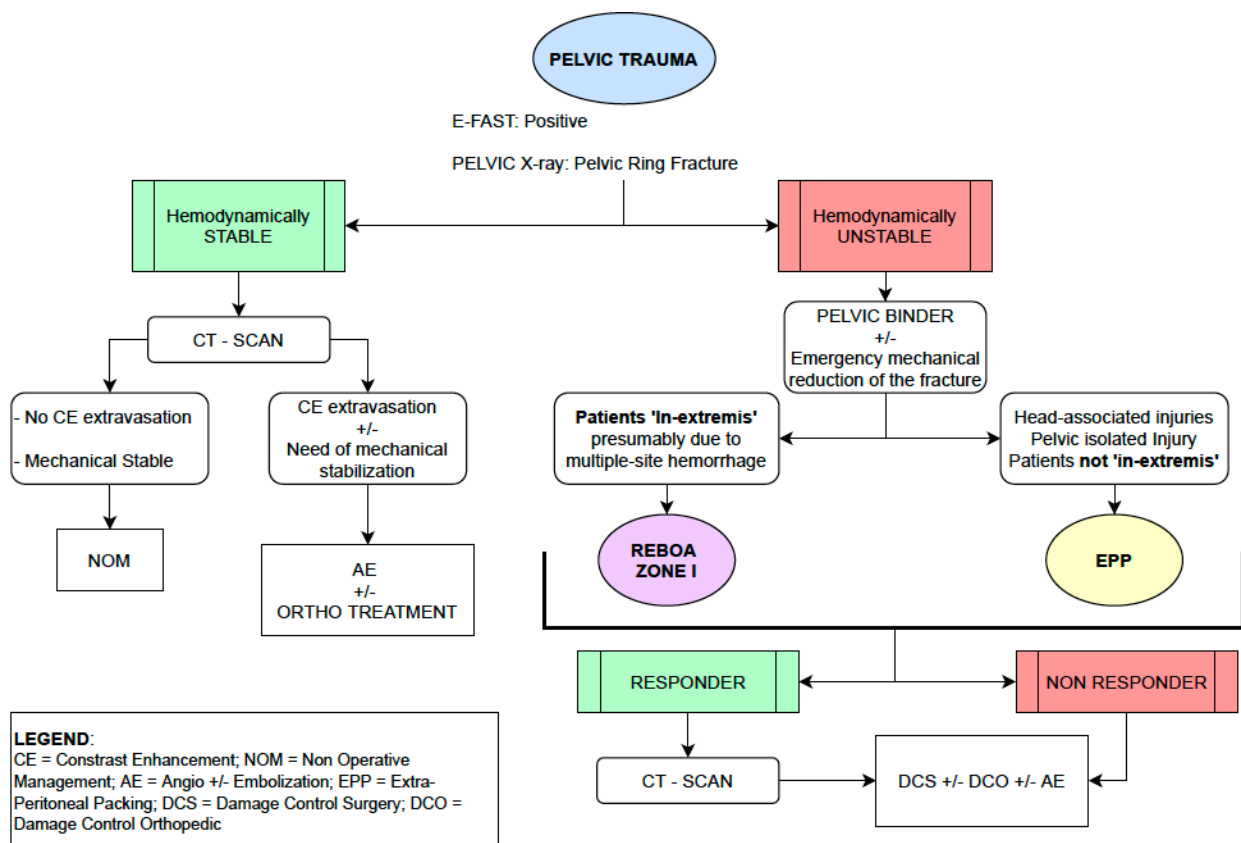 PELVIC TRAUMA
E-FAST: Positive
PELVIC X-ray: Pelvic Ring Fracture
Hemodynamically
STABLE
Hemodynamically
UNSTABLE
CT - SCAN
PELVIC BINDER
+/-
Emergency mechanical
reduction of the fracture
- No CE extravasation
- Mechanical Stable
CE extravasation
+/-
Need of mechanical
stabilization
Patients 'In-extremis'
presumably due to
multiple-site hemorrhage
Head-associated injuries
Pelvic isolated Injury
Patients not 'in-extremis'
NOM
AE
+/-
ORTHO TREATMENT
REBOA
ZONE I
EPP
RESPONDER
NON RESPONDER
CT - SCAN
DCS +/- DCO +/- AE
LEGEND:
CE = Constrast Enhancement; NOM = Non Operative
Management; AE = Angio +/- Embolization; EPP = Extra-
Peritoneal Packing; DCS = Damage Control Surgery; DCO =
Damage Control Orthopedic